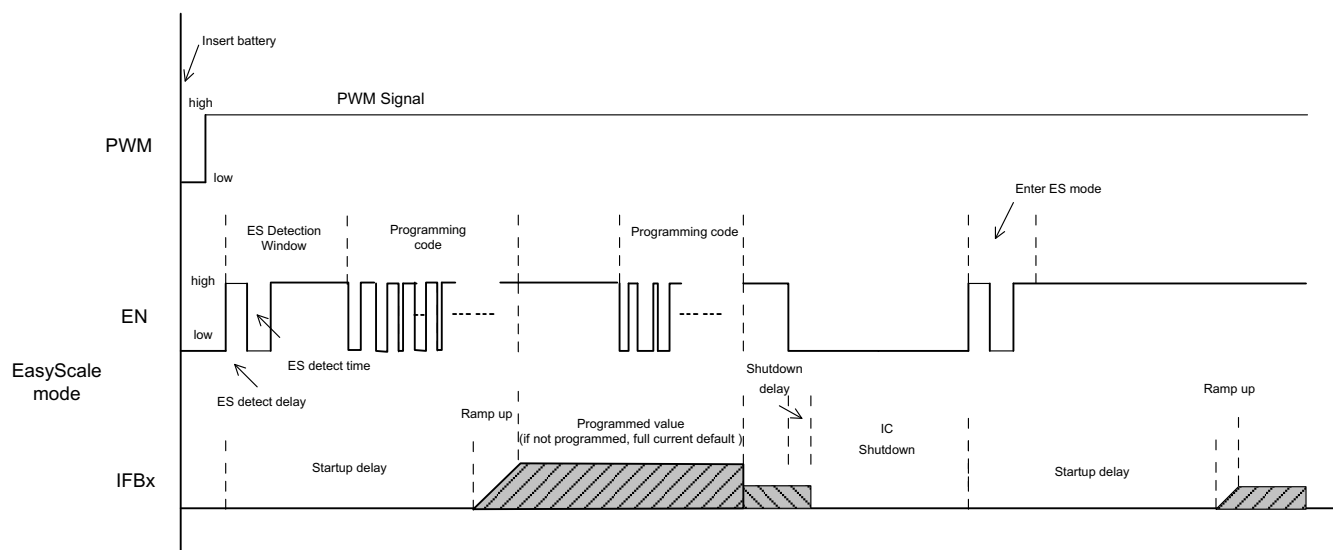 Insert battery
high
PWM Signal
PWM
low
Enter ES mode
ES Detection
Window
Programming
code
Programming code
high
EN
low
ES detect time
EasyScale
mode
ES detect delay
Shutdown
delay
Ramp up
Ramp up
Programmed value
(if not programmed, full current default )
IC
Shutdown
Startup delay
Startup delay
IFBx